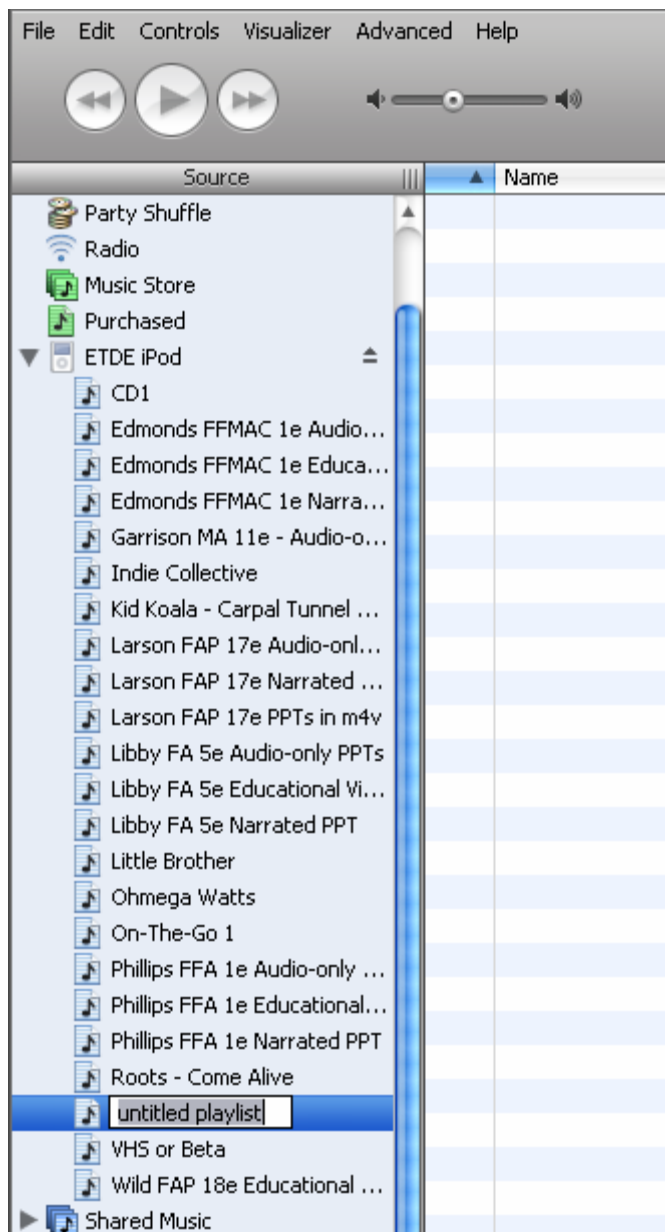 File Edit Controls Visualizer Advanced Help
Source Name
Party Shuffle
Radio
Music Store
Purchased
ETDE iPod
CD1
Edmonds FFMAC 1e Audio...
Edmonds FFMAC 1e Educa...
Edmonds FFMAC 1e Narra...
Garrison MA 11e - Audio-o...
Indie Collective
Kid Koala - Carpal Tunnel ...
Larson FAP 17e Audio-onl...
Larson FAP 17e Narrated ...
Larson FAP 17e PPTs in m4v
Libby FA 5e Audio-only PPTs
Libby FA 5e Educational Vi...
Libby FA 5e Narrated PPT
Little Brother
Ohmega Watts
On-The-Go 1
Phillips FFA 1e Audio-only ...
Phillips FFA 1e Educational...
Phillips FFA 1e Narrated PPT
Roots - Come Alive
untitled playlist
VHS or Beta
Wild FAP 18e Educational ...
Shared Music